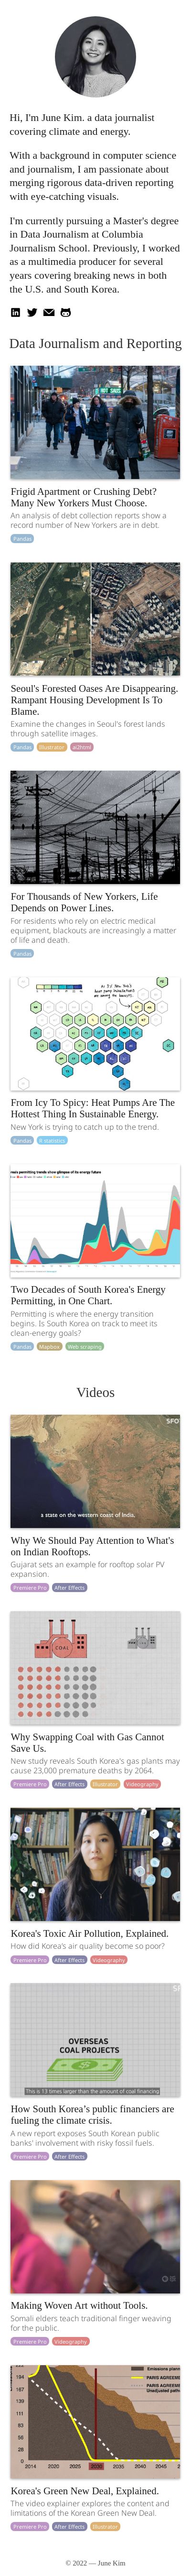 Hi, I'm June Kim. a data journalist
covering climate and energy.
With a background in computer science
and journalism, I am passionate about
merging rigorous data-driven reporting
with eye-catching visuals.
I'm currently pursuing a Master's degree
in Data Journalism at Columbia
Journalism School. Previously, I worked
as a multimedia producer for several
years covering breaking news in both
the U.S. and South Korea.
Data Journalism and Reporting
Frigid Apartment or Crushing Debt?
Many New Yorkers Must Choose.
An analysis of debt collection reports show a
record number of New Yorkers are in debt.
Pandas
Seoul's Forested Oases Are Disappearing.
Rampant Housing Development Is To
Blame.
Examine the changes in Seoul's forest lands
through satellite images.
Pandas Illustrator ai2html
For Thousands of New Yorkers, Life
Depends on Power Lines.
For residents who rely on electric medical
equipment, blackouts are increasingly a matter
of life and death.
Pandas
From Icy To Spicy: Heat Pumps Are The
Hottest Thing In Sustainable Energy.
New York is trying to catch up to the trend.
Pandas R statistics
Two Decades of South Korea's Energy
Permitting, in One Chart.
Permitting is where the energy transition
begins. Is South Korea on track to meet its
clean-energy goals?
Pandas Mapbox Web scraping
Videos
a state on the western coast of India.
Why We Should Pay Attention to What's
on Indian Rooftops.
Gujarat sets an example for rooftop solar PV
expansion.
Premiere Pro After Effects
COAL
Why Swapping Coal with Gas Cannot
Save Us.
New study reveals South Korea's gas plants may
cause 23,000 premature deaths by 2064.
Premiere Pro After Effects Illustrator Videography
Korea's Toxic Air Pollution, Explained.
How did Korea's air quality become so poor?
Premiere Pro After Effects Videography
OVERSEAS
COAL PROJECTS
This is 13 times larger than the amount of coal financing
How South Korea’s public financiers are
fueling the climate crisis.
A new report exposes South Korean public
banks' involvement with risky fossil fuels.
Premiere Pro After Effects
Making Woven Art without Tools.
Somali elders teach traditional finger weaving
for the public.
Premiere Pro Videography
2014 2020 2025 2030 2035 2040 2045
Korea's Green New Deal, Explained.
The video explainer explores the content and
limitations of the Korean Green New Deal.
Premiere Pro After Effects Illustrator
© 2022 — June Kim